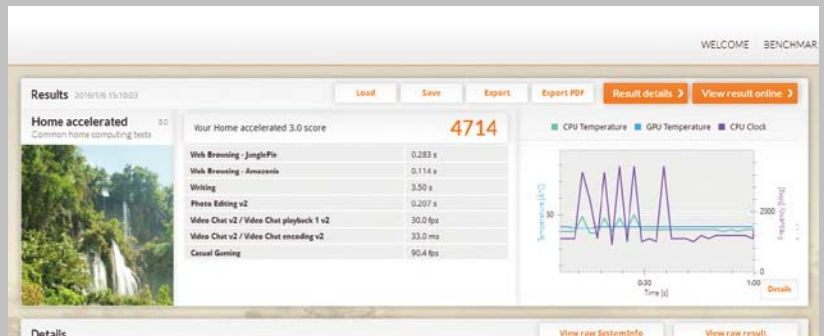 WELCOME BENCHMAR
Results 2016/1/6 15:10:03
Load Save Export Export PDF Result details View result online
Home accelerated 3.0
Common home computing tests
Your Home accelerated 3.0 score 4714
Web Browsing - JunglePin 0.283 s
Web Browsing - Amazonia 0.114 s
Writing 3.50 s
Photo Editing v2 0.207 s
Video Chat v2 / Video Chat playback 1 v2 30.0 fps
Video Chat v2 / Video Chat encoding v2 33.0 ms
Casual Gaming 90.4 fps
CPU Temperature GPU Temperature CPU Clock
50
2000
0
0:30 1:00
Time [s]
Details
Details View raw SystemInfo View raw result